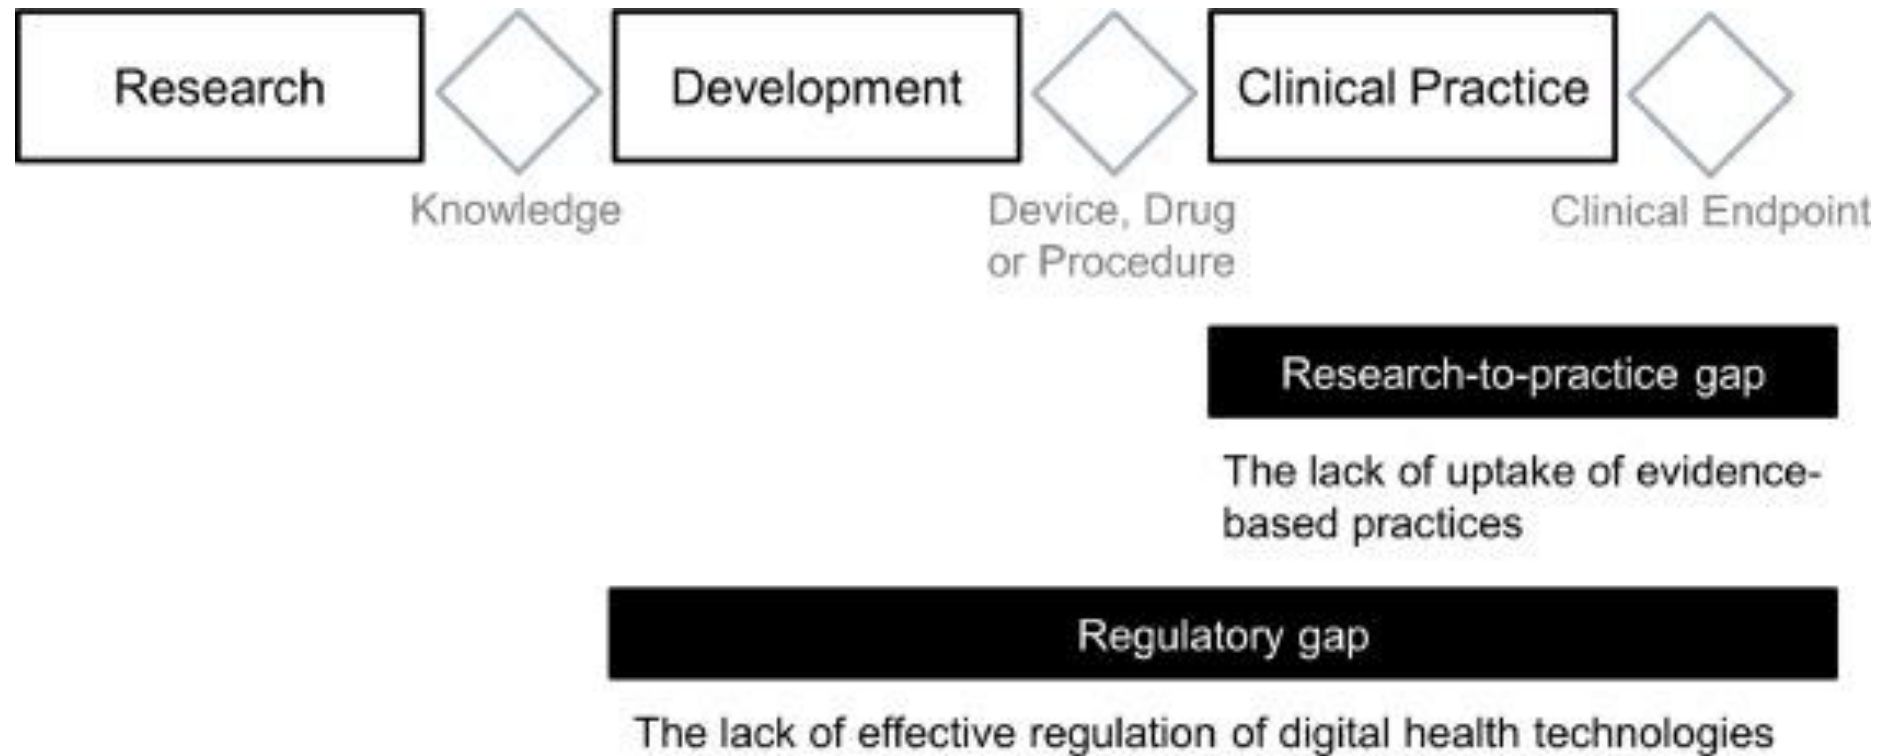 Research
Development
Clinical Practice
Knowledge
Device, Drug
or Procedure
Clinical Endpoint
Research-to-practice gap
The lack of uptake of evidence-
based practices
Regulatory gap
The lack of effective regulation of digital health technologies